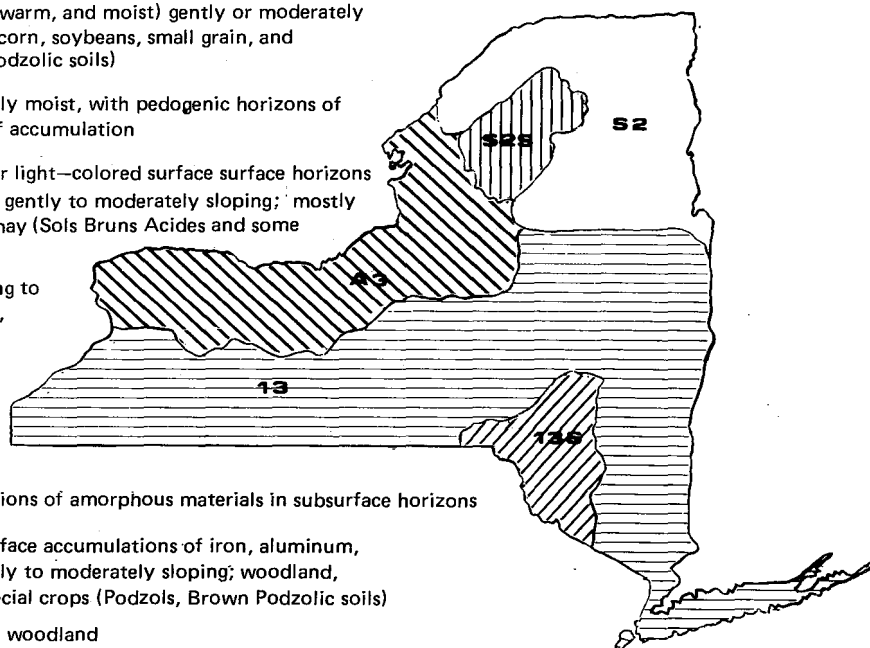 warm, and moist) gently or moderately
corn, soybeans, small grain, and
odzolic soils)
ly moist, with pedogenic horizons of
f accumulation
S2
S2S
r light—colored surface surface horizons
gently to moderately sloping; mostly
hay (Sols Bruns Acides and some
A3
ng to
13
13S
ions of amorphous materials in subsurface horizons
face accumulations of iron, aluminum,
ly to moderately sloping; woodland,
ecial crops (Podzols, Brown Podzolic soils)
woodland